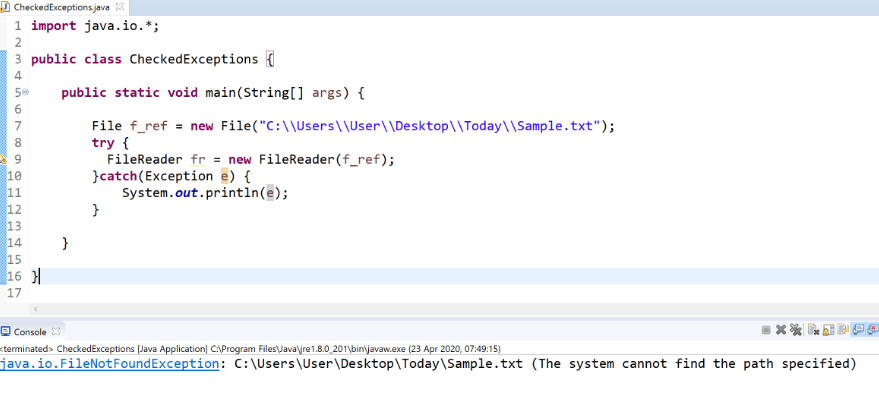 CheckedExceptions.java
1 import java.io.*;
2
3 public class CheckedExceptions {
4
5 public static void main(String[] args) {
6
7 File f_ref = new File("C:\\Users\\User\\Desktop\\Today\\Sample.txt");
8 try {
9 FileReader fr = new FileReader(f_ref);
10 }catch(Exception e) {
11 System.out.println(e);
12 }
13
14 }
15
16 }
17
Console
<terminated> CheckedExceptions [Java Application] C:\Program Files\Java\jre1.8.0_201\bin\javaw.exe (23 Apr 2020, 07:49:15)
java.io.FileNotFoundException: C:\Users\User\Desktop\Today\Sample.txt (The system cannot find the path specified)